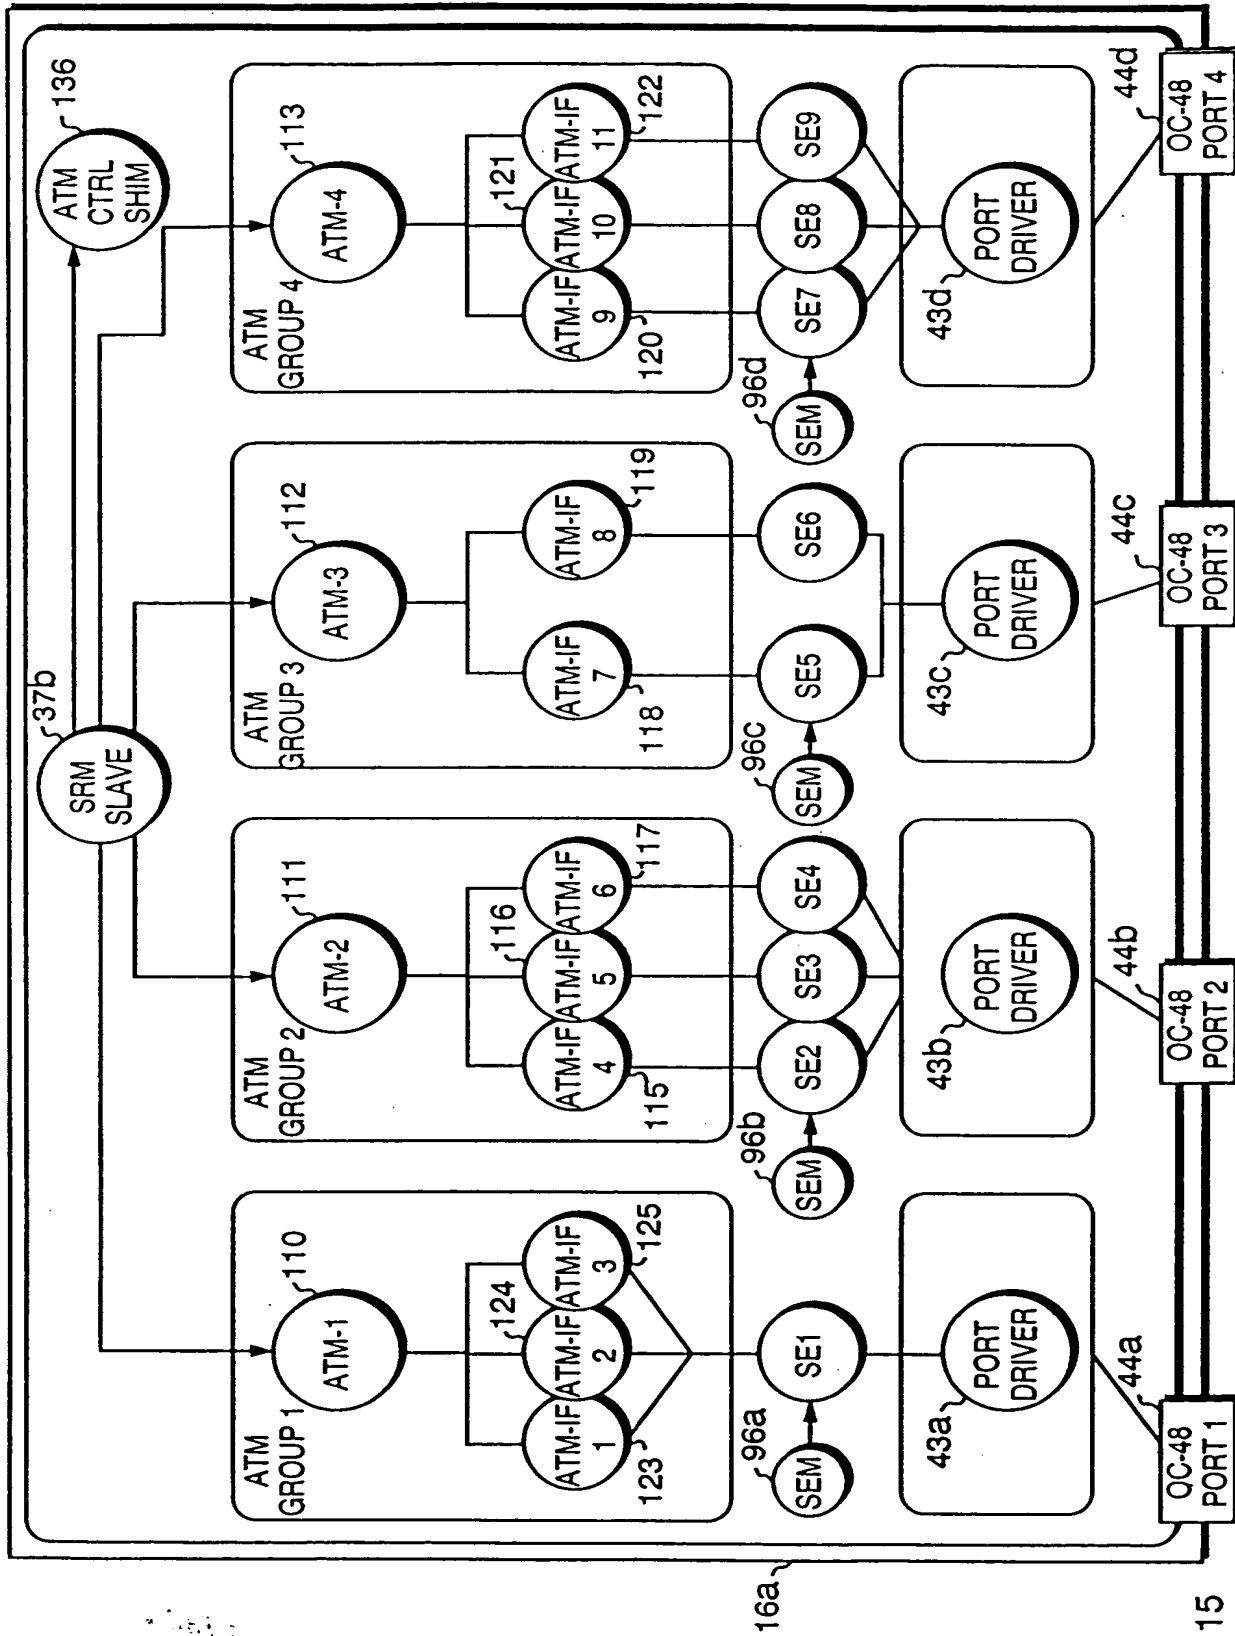 37b
SRM
SLAVE
ATM
CTRL
SHIM
136
ATM
GROUP 1
ATM-1
110
ATM-IF
1
ATM-IF
2
ATM-IF
3
123
124
125
ATM
GROUP 2
ATM-2
111
ATM-IF
4
ATM-IF
5
ATM-IF
6
115
116
117
ATM
GROUP 3
ATM-3
112
ATM-IF
7
ATM-IF
8
118
119
ATM
GROUP 4
ATM-4
113
ATM-IF
9
ATM-IF
10
ATM-IF
11
120
121
122
96a
SEM
SE1
96b
SEM
SE2
SE3
SE4
96c
SEM
SE5
SE6
96d
SEM
SE7
SE8
SE9
43a
PORT
DRIVER
43b
PORT
DRIVER
43c
PORT
DRIVER
43d
PORT
DRIVER
44a
OC-48
PORT 1
44b
OC-48
PORT 2
44c
OC-48
PORT 3
44d
OC-48
PORT 4
16a
15